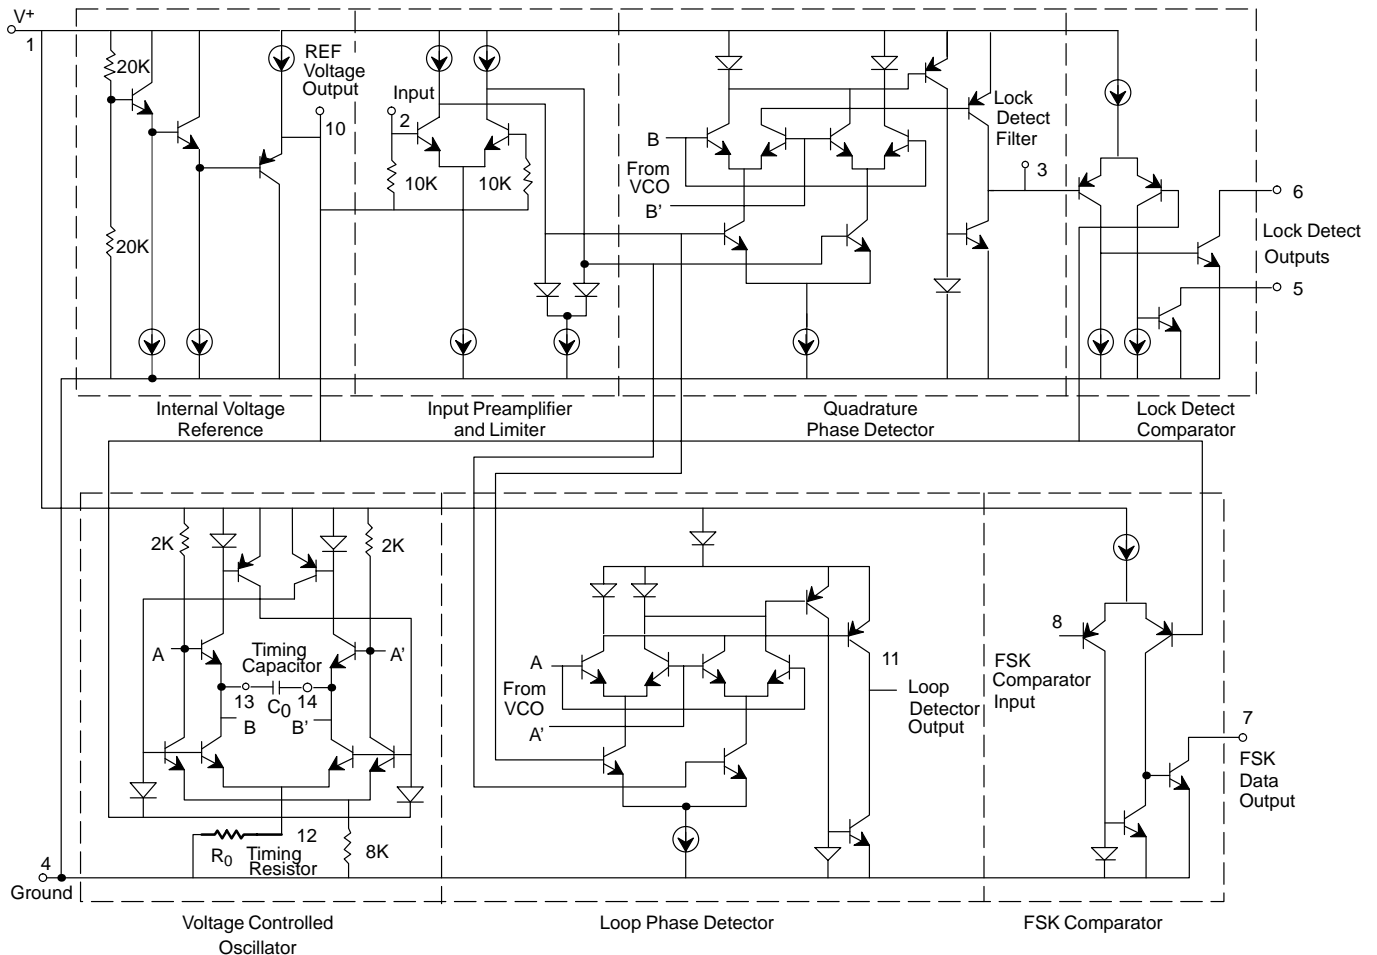 V+
1
20K
20K
REF
Voltage
Output
10
Input
2
10K
10K
B
From
VCO
B'
Lock
Detect
Filter
3
6
Lock Detect
Outputs
5
Internal Voltage
Reference
Input Preamplifier
and Limiter
Quadrature
Phase Detector
Lock Detect
Comparator
2K
2K
A
Timing
Capacitor
A'
13
C0
14
B
B'
12
R0
Timing
Resistor
8K
4
Ground
A
From
VCO
A'
11
Loop
Detector
Output
8
FSK
Comparator
Input
7
FSK
Data
Output
Voltage Controlled
Oscillator
Loop Phase Detector
FSK Comparator